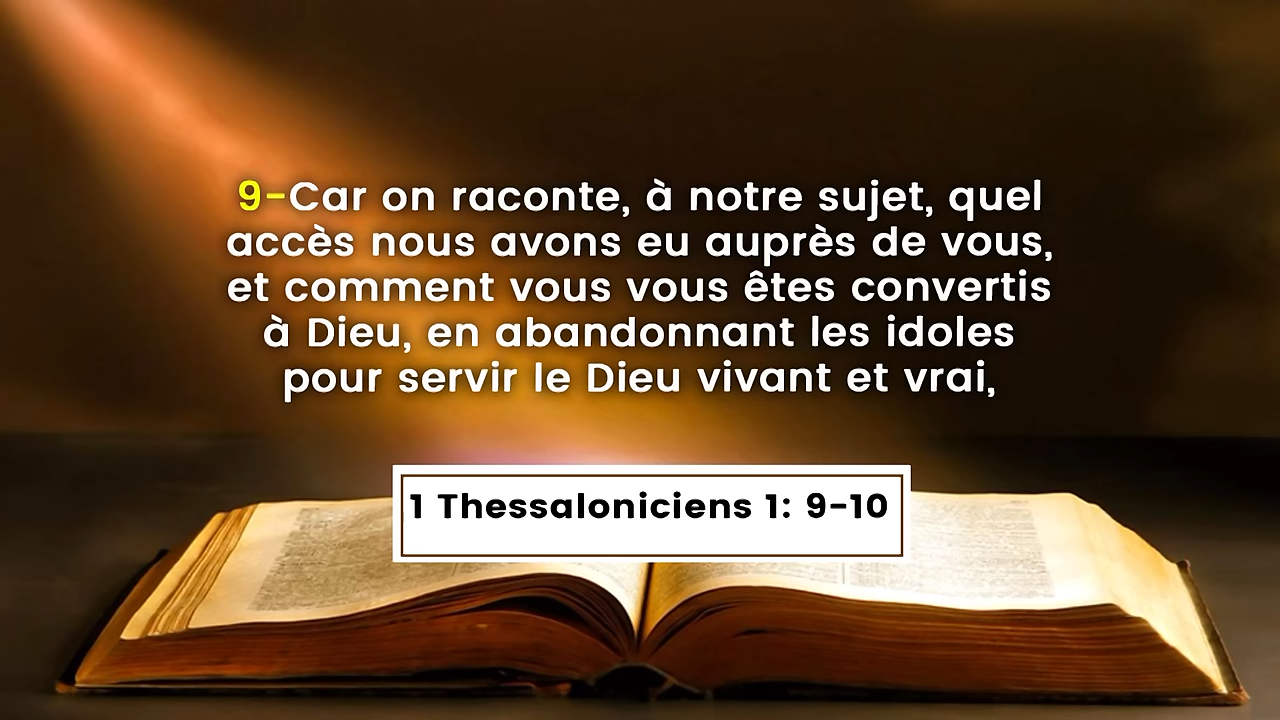 9-Car on raconte, à notre sujet, quel
accès nous avons eu auprès de vous,
et comment vous vous êtes convertis
à Dieu, en abandonnant les idoles
pour servir le Dieu vivant et vrai,
1 Thessaloniciens 1: 9-10